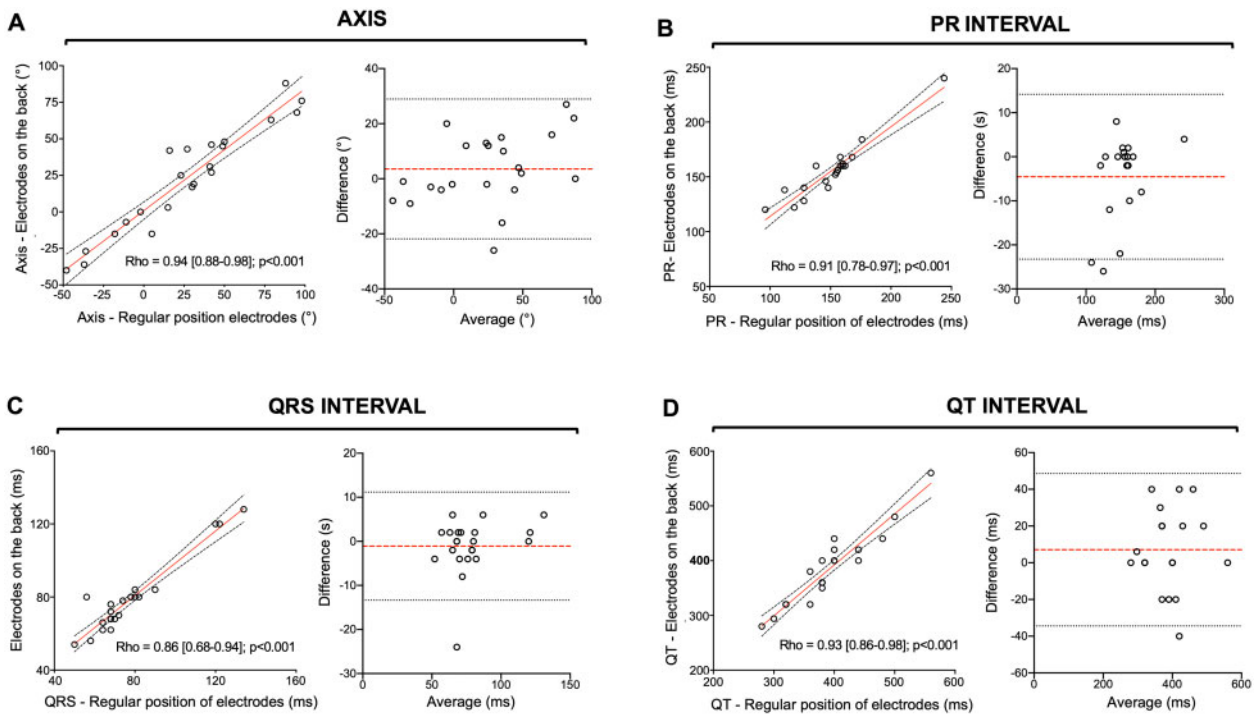 A
AXIS
Axis - Electrodes on the back (°)
100
75
50
25
0
-25
-50
-50 -25 0 25 50 75 100
Rho = 0.94 [0.88-0.98]; p<0.001
Axis - Regular position electrodes (°)
Difference (°)
40
20
0
-20
-40
-50 0 50 100
Average (°)
B
PR INTERVAL
PR- Electrodes on the back (ms)
250
200
150
100
50 100 150 200 250
Rho = 0.91 [0.78-0.97]; p<0.001
PR - Regular position of electrodes (ms)
Difference (s)
20
10
0
-10
-20
-30
0 100 200 300
Average (ms)
C
QRS INTERVAL
Electrodes on the back (ms)
160
120
80
40
40 80 120 160
Rho = 0.86 [0.68-0.94]; p<0.001
QRS - Regular position of electrodes (ms)
Difference (s)
20
10
0
-10
-20
-30
0 50 100 150
Average (ms)
D
QT INTERVAL
QT - Electrodes on the back (ms)
600
500
400
300
200
200 300 400 500 600
Rho = 0.93 [0.86-0.98]; p<0.001
QT - Regular position of electrodes (ms)
Difference (ms)
60
40
20
0
-20
-40
-60
0 200 400 600
Average (ms)